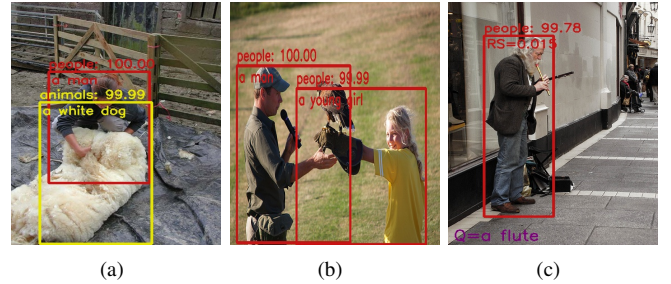 people: 100.00
a man
animals: 99.99
a white dog
people: 100.00
a man
people: 99.99
a young girl
people: 99.78
RS=0.015
Q=a flute
(a)
(b)
(c)